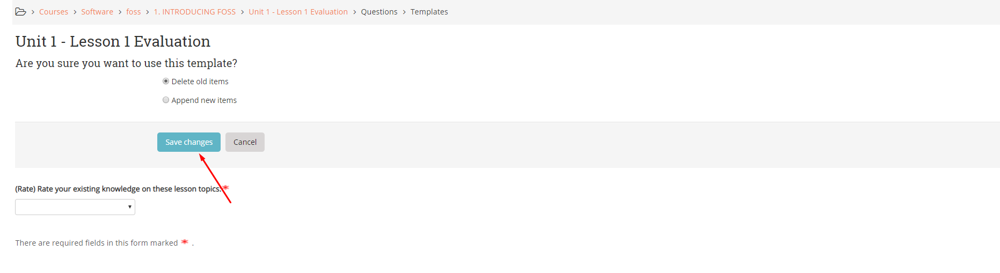 > Courses > Software > foss > 1. INTRODUCING FOSS > Unit 1 - Lesson 1 Evaluation > Questions > Templates
Unit 1 - Lesson 1 Evaluation
Are you sure you want to use this template?
Delete old items
Append new items
Save changes Cancel
(Rate) Rate your existing knowledge on these lesson topics.*
There are required fields in this form marked * .